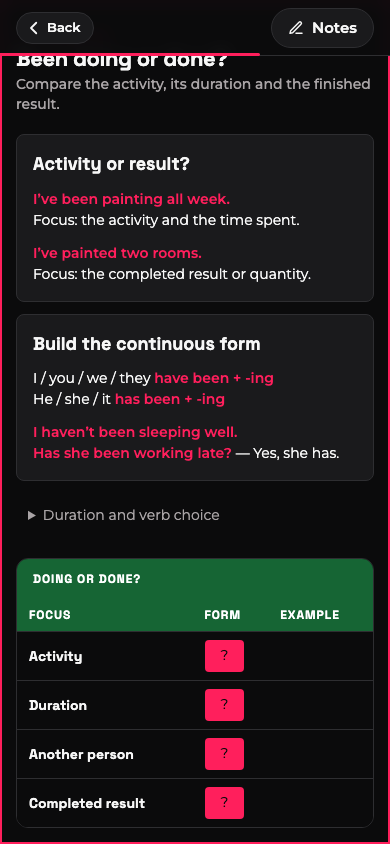 Back
Notes
Been doing or done?
Compare the activity, its duration and the finished
result.
Activity or result?
I've been painting all week.
Focus: the activity and the time spent.
I've painted two rooms.
Focus: the completed result or quantity.
Build the continuous form
I / you / we / they have been + -ing
He / she / it has been + -ing
I haven't been sleeping well.
Has she been working late? — Yes, she has.
Duration and verb choice
DOING OR DONE?
FOCUS FORM EXAMPLE
Activity ?
Duration ?
Another person ?
Completed result ?